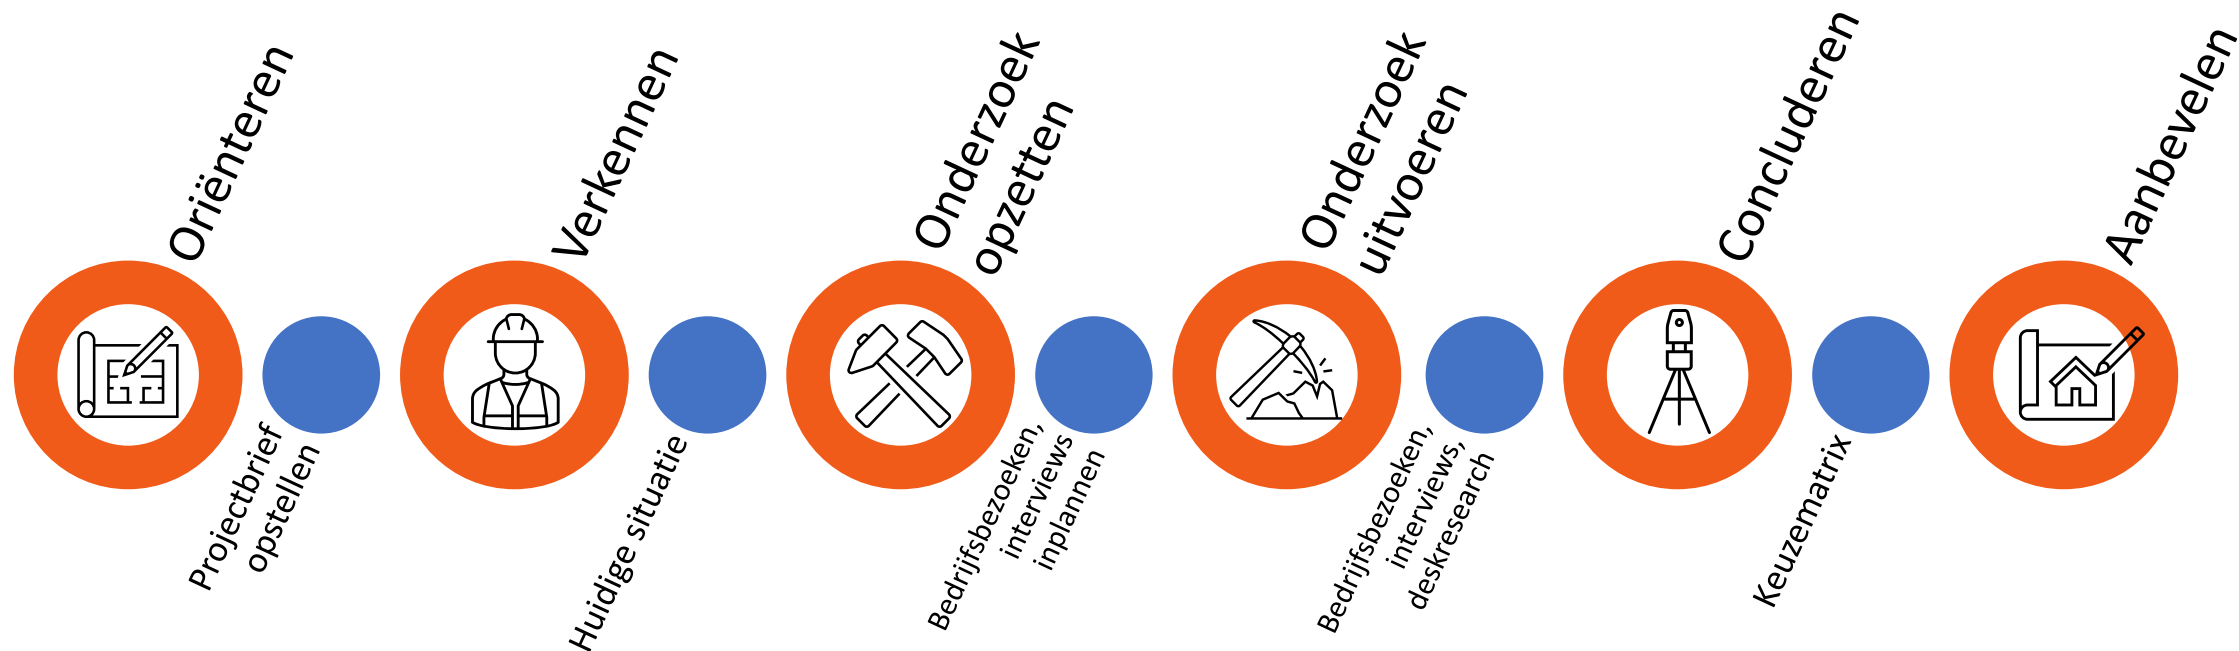 Oriënteren
Projectbrief
opstellen
Verkennen
Huidige situatie
Onderzoek
opzetten
Bedrijfsbezoeken,
interviews
inplannen
Onderzoek
uitvoeren
Bedrijfsbezoeken,
interviews,
deskresearch
Concluderen
Keuzematrix
Aanbevelen